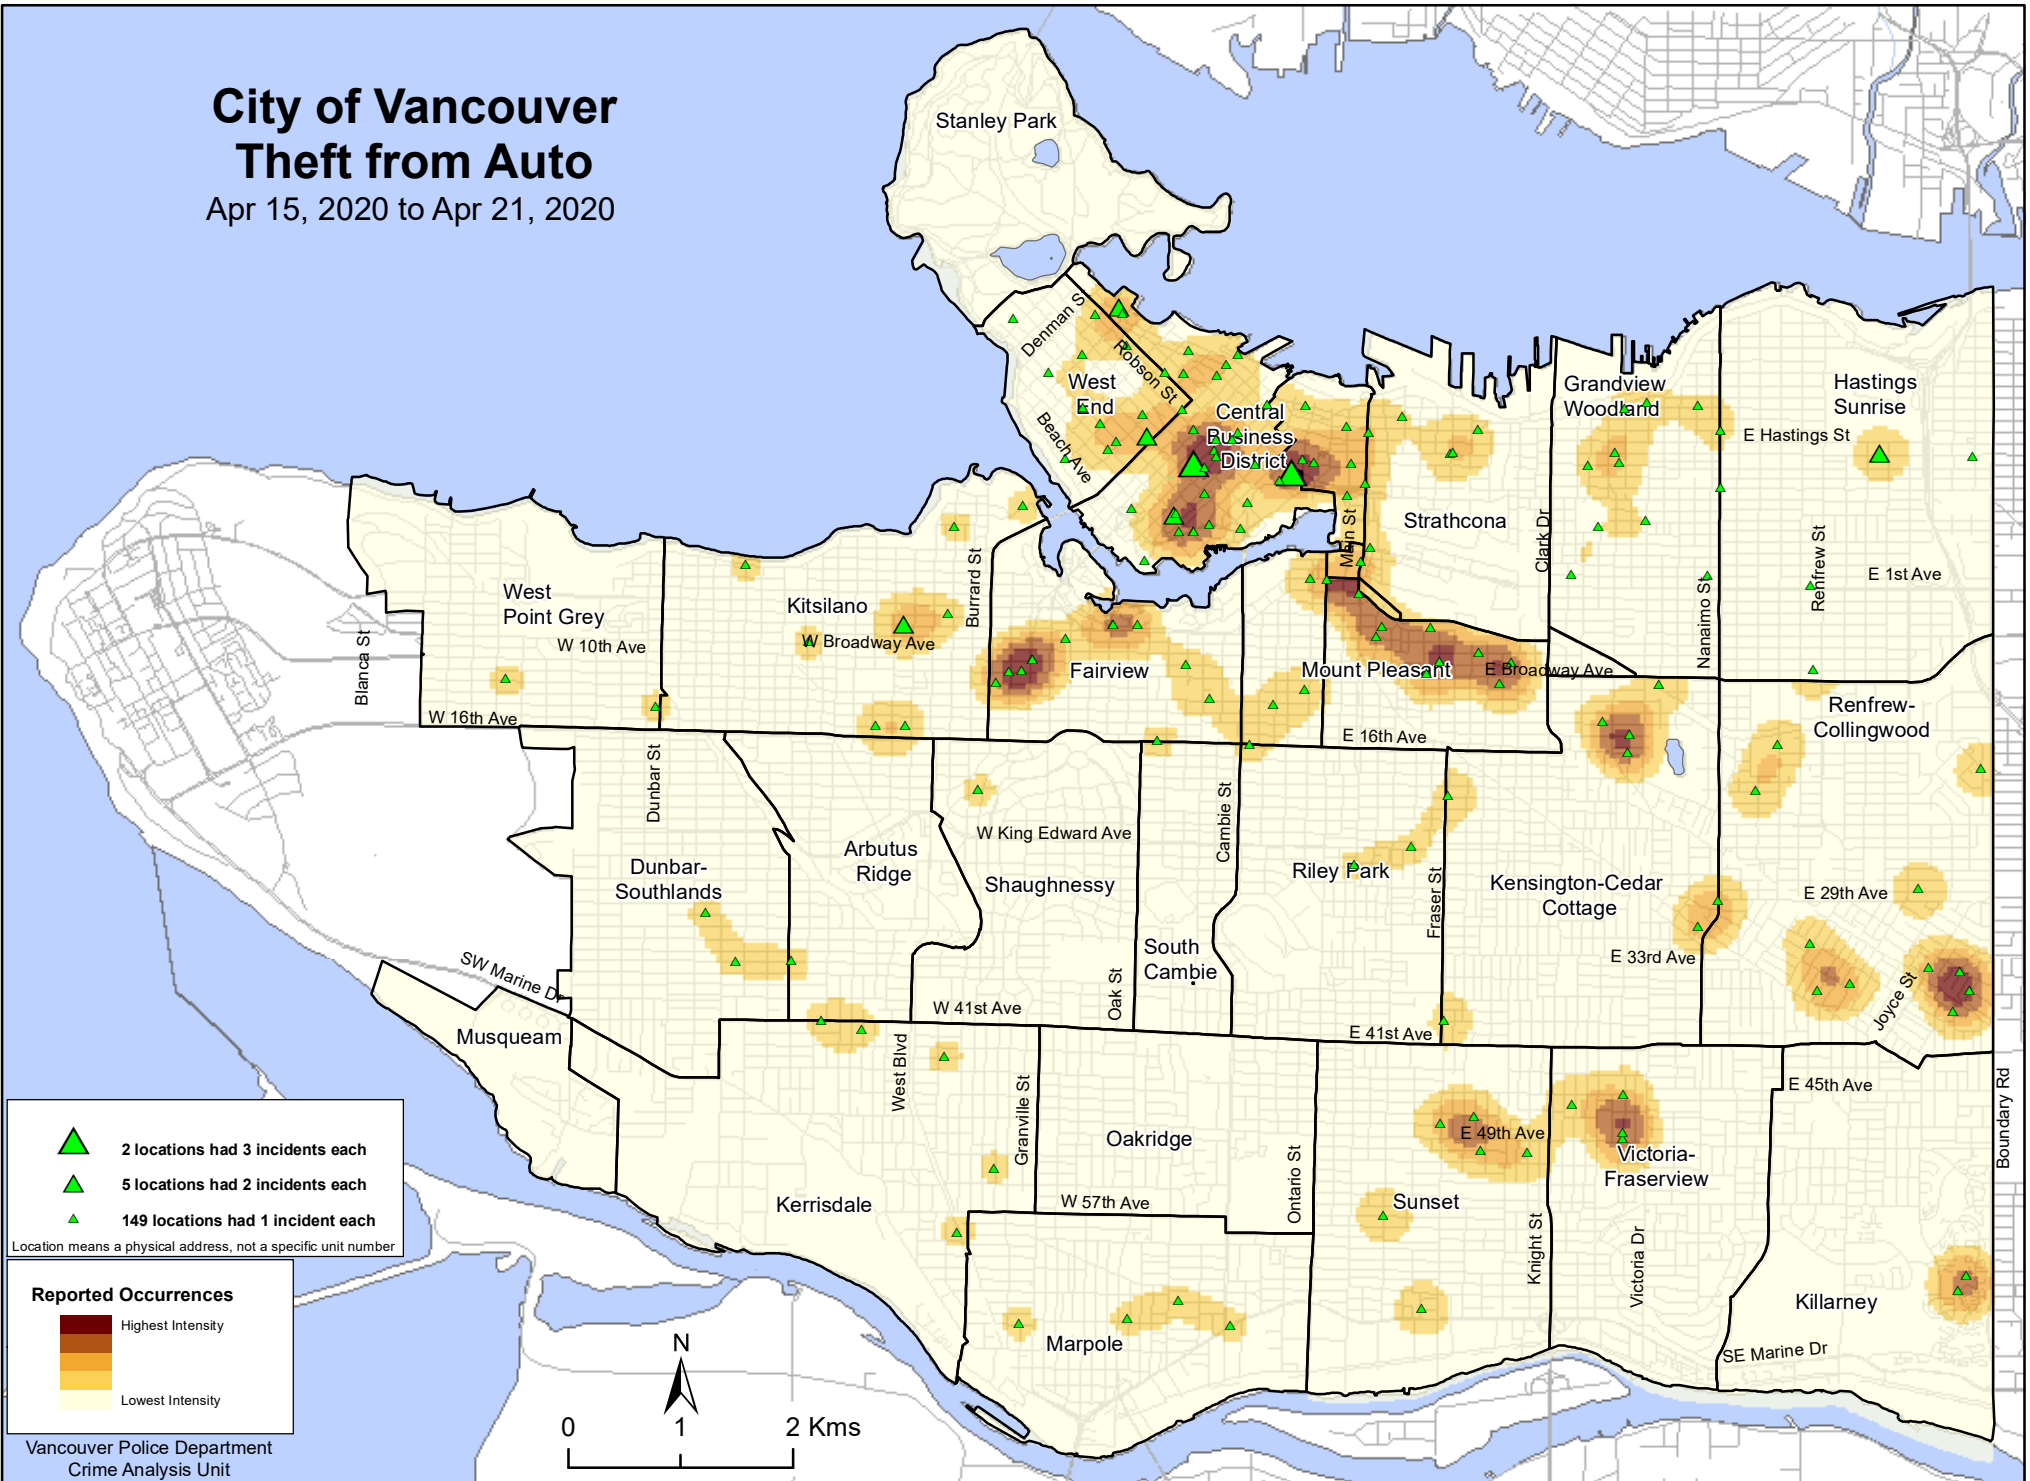 City of Vancouver
Theft from Auto
Apr 15, 2020 to Apr 21, 2020
Stanley Park
Denman S
Robson St
West
End
Beach Ave
Central
Business
District
Grandview
Woodland
Hastings
Sunrise
E Hastings St
Strathcona
Main St
Clark Dr
Nanaimo St
Renfrew St
E 1st Ave
West
Point Grey
W 10th Ave
Blanca St
W 16th Ave
Kitsilano
W Broadway Ave
Burrard St
Fairview
Mount Pleasant
E Broadway Ave
E 16th Ave
Renfrew-
Collingwood
Dunbar St
Dunbar-
Southlands
Arbutus
Ridge
W King Edward Ave
Shaughnessy
Cambie St
Riley Park
Fraser St
Kensington-Cedar
Cottage
E 29th Ave
E 33rd Ave
South
Cambie
Oak St
W 41st Ave
E 41st Ave
Joyce St
SW Marine Dr
Musqueam
West Blvd
Granville St
Oakridge
W 57th Ave
Ontario St
Kerrisdale
E 45th Ave
E 49th Ave
Victoria-
Fraserview
Sunset
Knight St
Victoria Dr
Boundary Rd
Killarney
SE Marine Dr
Marpole
2 locations had 3 incidents each
5 locations had 2 incidents each
149 locations had 1 incident each
Location means a physical address, not a specific unit number
Reported Occurrences
Highest Intensity
Lowest Intensity
Vancouver Police Department
Crime Analysis Unit
N
0 1 2 Kms